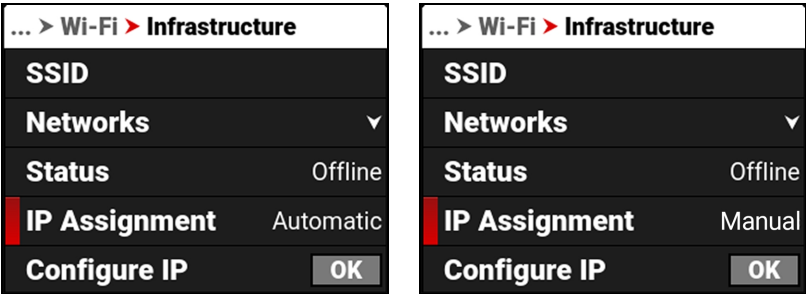 ... > Wi-Fi > Infrastructure
SSID
Networks
Status Offline
IP Assignment Automatic
Configure IP OK
... > Wi-Fi > Infrastructure
SSID
Networks
Status Offline
IP Assignment Manual
Configure IP OK